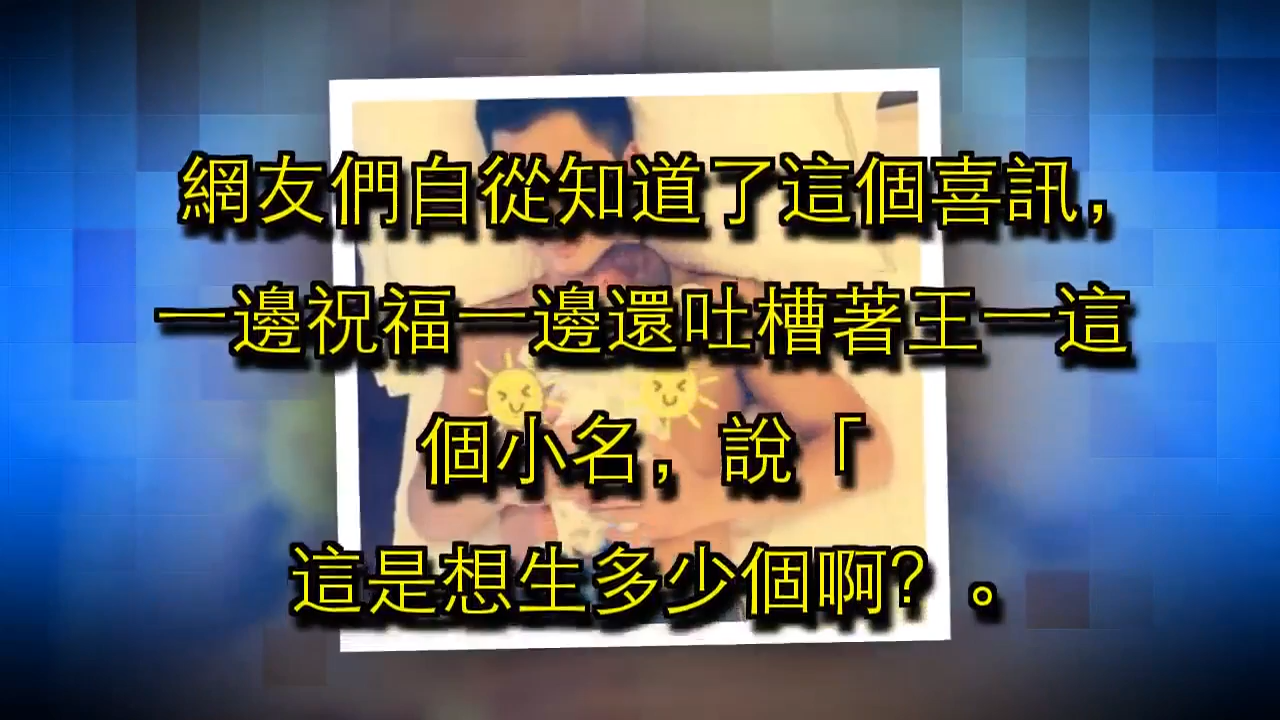 網友們自從知道了這個喜訊，
一邊祝福一邊還吐槽著王一這
個小名，說「
這是想生多少個啊？。